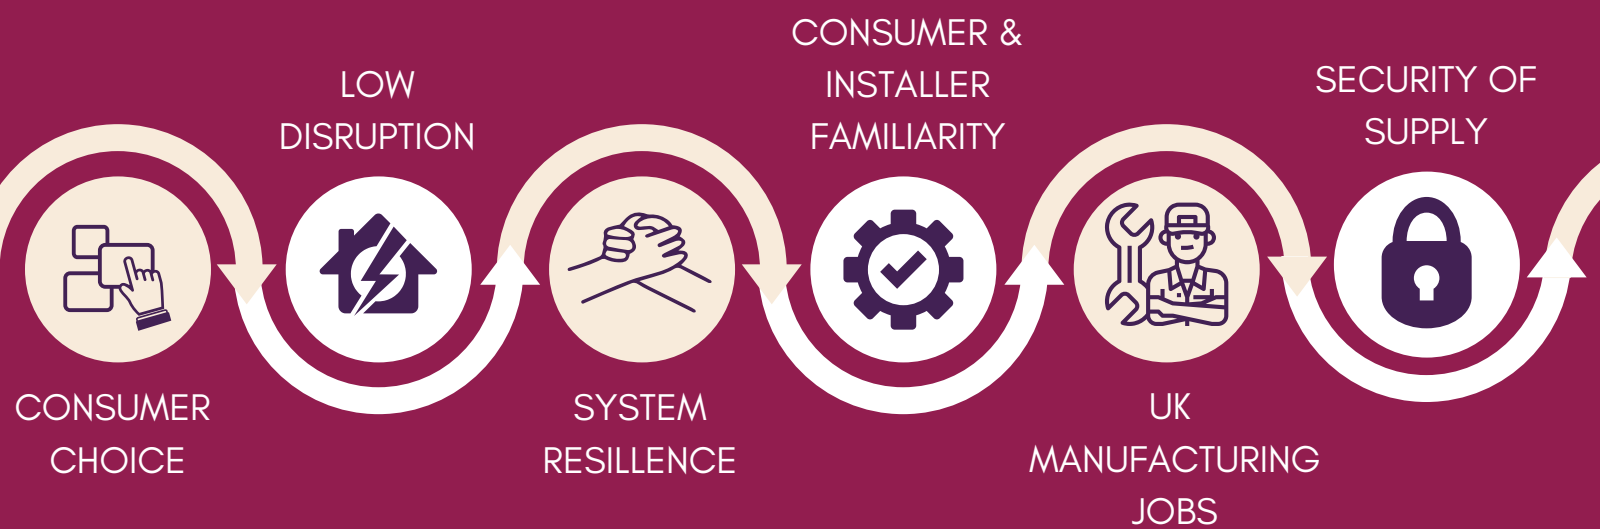 CONSUMER
CHOICE
LOW
DISRUPTION
SYSTEM
RESILLENCE
CONSUMER &
INSTALLER
FAMILIARITY
UK
MANUFACTURING
JOBS
SECURITY OF
SUPPLY